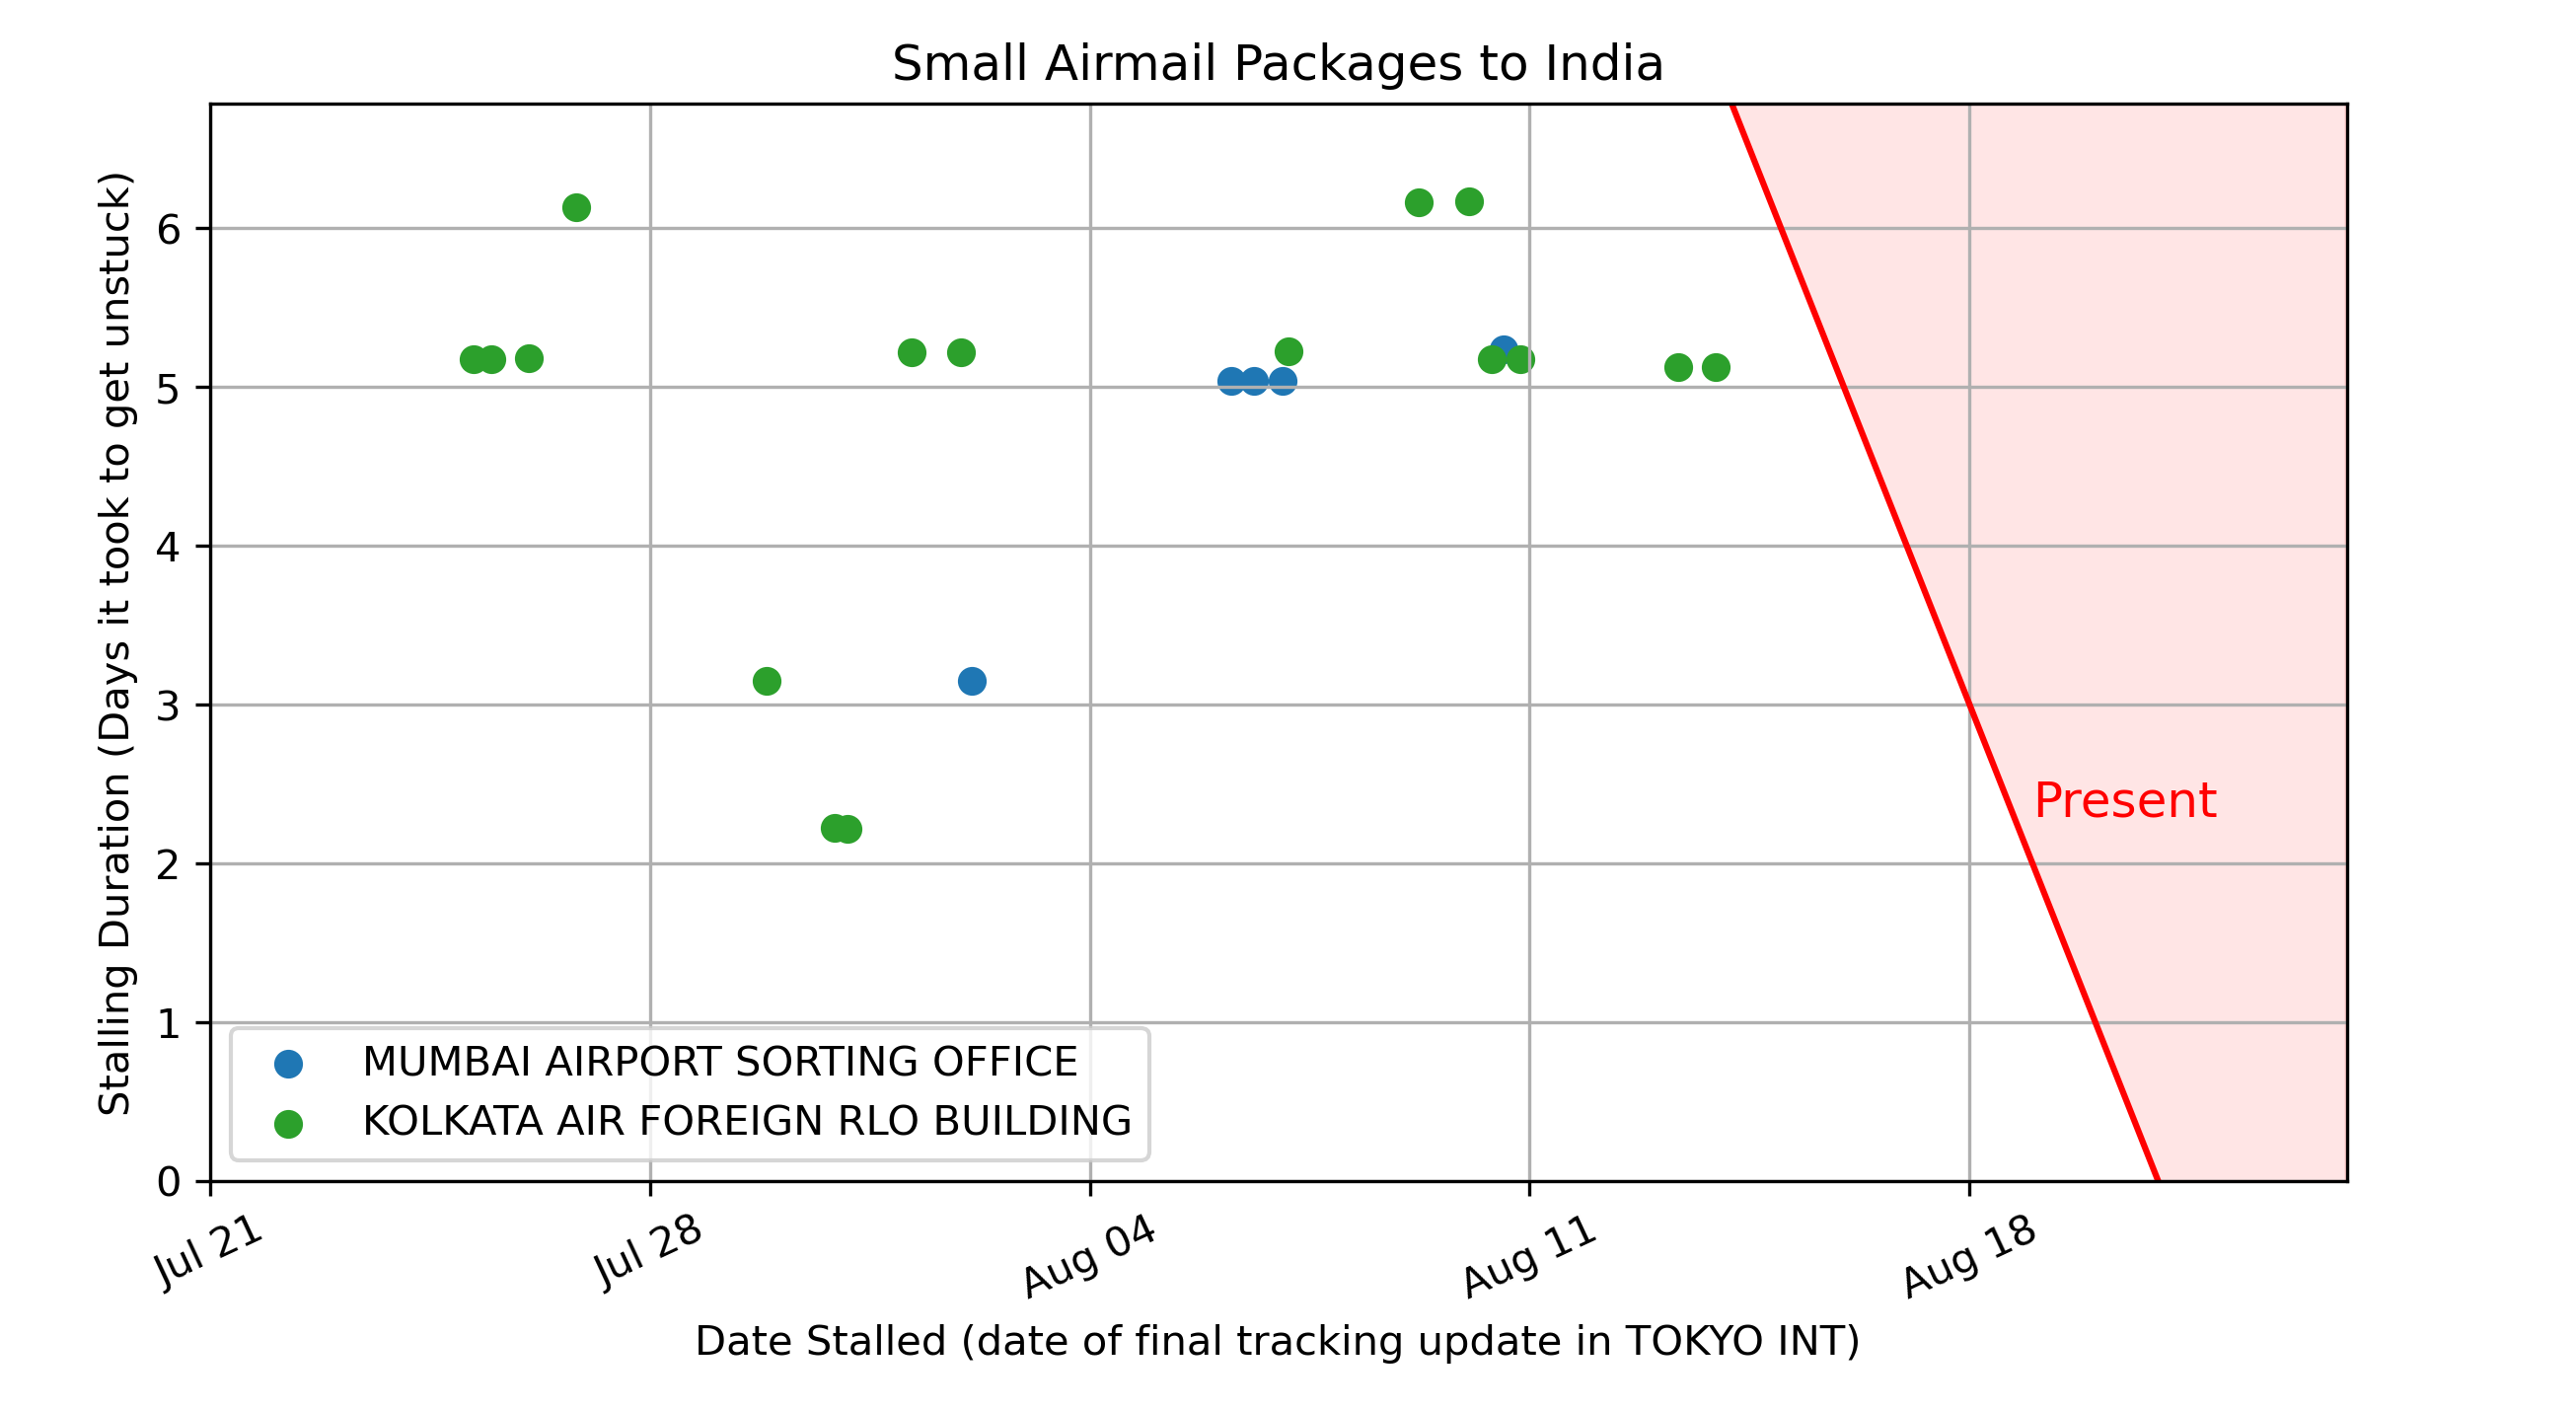 Small Airmail Packages to India
Stalling Duration (Days it took to get unstuck)
6
5
4
3
2
1
0
Present
MUMBAI AIRPORT SORTING OFFICE
KOLKATA AIR FOREIGN RLO BUILDING
Jul 21
Jul 28
Aug 04
Aug 11
Aug 18
Date Stalled (date of final tracking update in TOKYO INT)